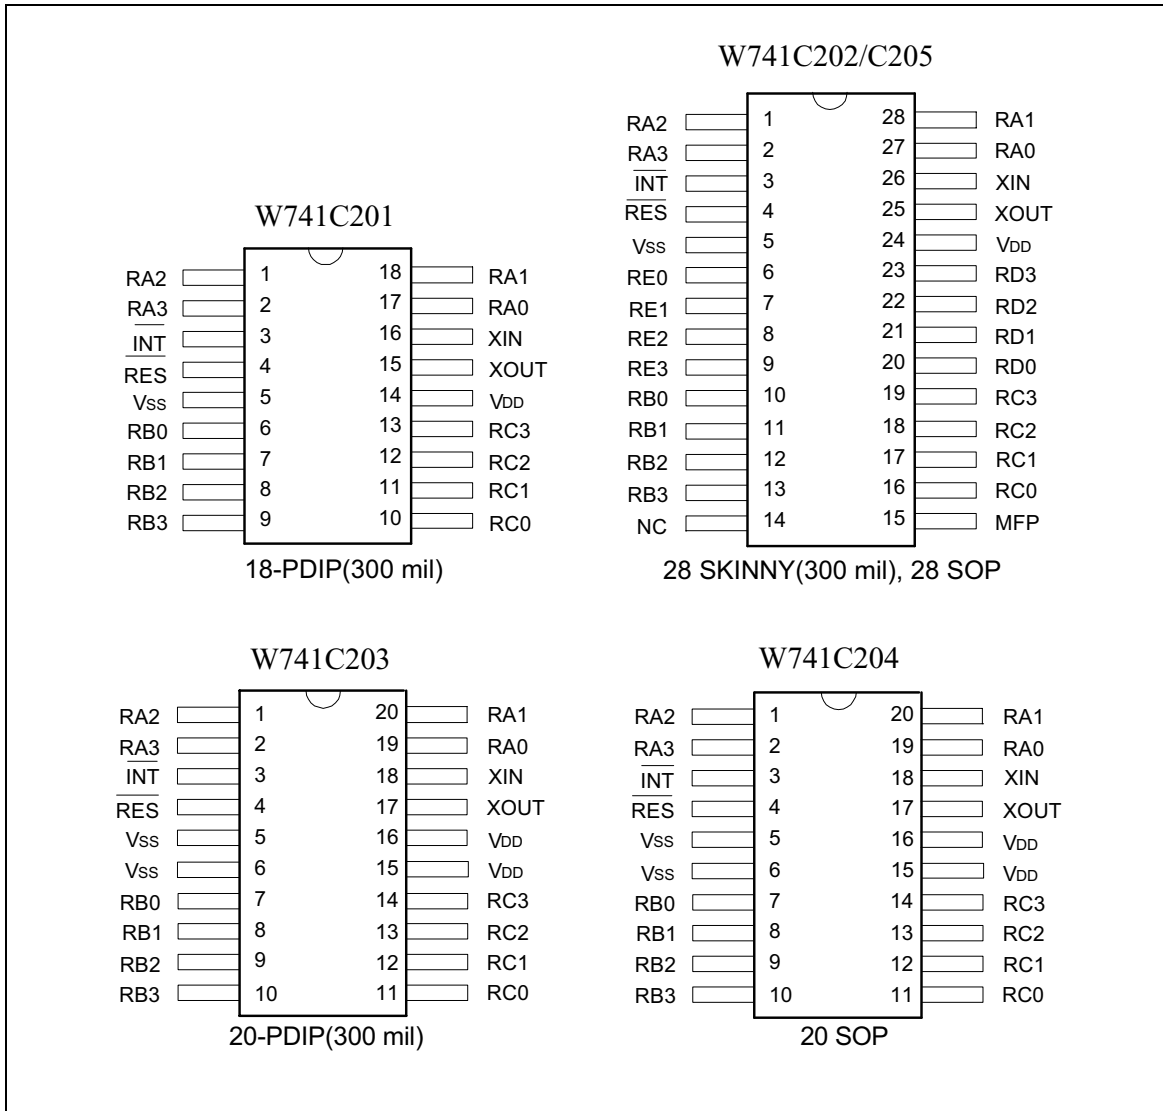 W741C201
RA2 1 18 RA1
RA3 2 17 RA0
INT 3 16 XIN
RES 4 15 XOUT
VSS 5 14 VDD
RB0 6 13 RC3
RB1 7 12 RC2
RB2 8 11 RC1
RB3 9 10 RC0
18-PDIP(300 mil)
W741C202/C205
RA2 1 28 RA1
RA3 2 27 RA0
INT 3 26 XIN
RES 4 25 XOUT
VSS 5 24 VDD
RE0 6 23 RD3
RE1 7 22 RD2
RE2 8 21 RD1
RE3 9 20 RD0
RB0 10 19 RC3
RB1 11 18 RC2
RB2 12 17 RC1
RB3 13 16 RC0
NC 14 15 MFP
28 SKINNY(300 mil), 28 SOP
W741C203
RA2 1 20 RA1
RA3 2 19 RA0
INT 3 18 XIN
RES 4 17 XOUT
VSS 5 16 VDD
VSS 6 15 VDD
RB0 7 14 RC3
RB1 8 13 RC2
RB2 9 12 RC1
RB3 10 11 RC0
20-PDIP(300 mil)
W741C204
RA2 1 20 RA1
RA3 2 19 RA0
INT 3 18 XIN
RES 4 17 XOUT
VSS 5 16 VDD
VSS 6 15 VDD
RB0 7 14 RC3
RB1 8 13 RC2
RB2 9 12 RC1
RB3 10 11 RC0
20 SOP